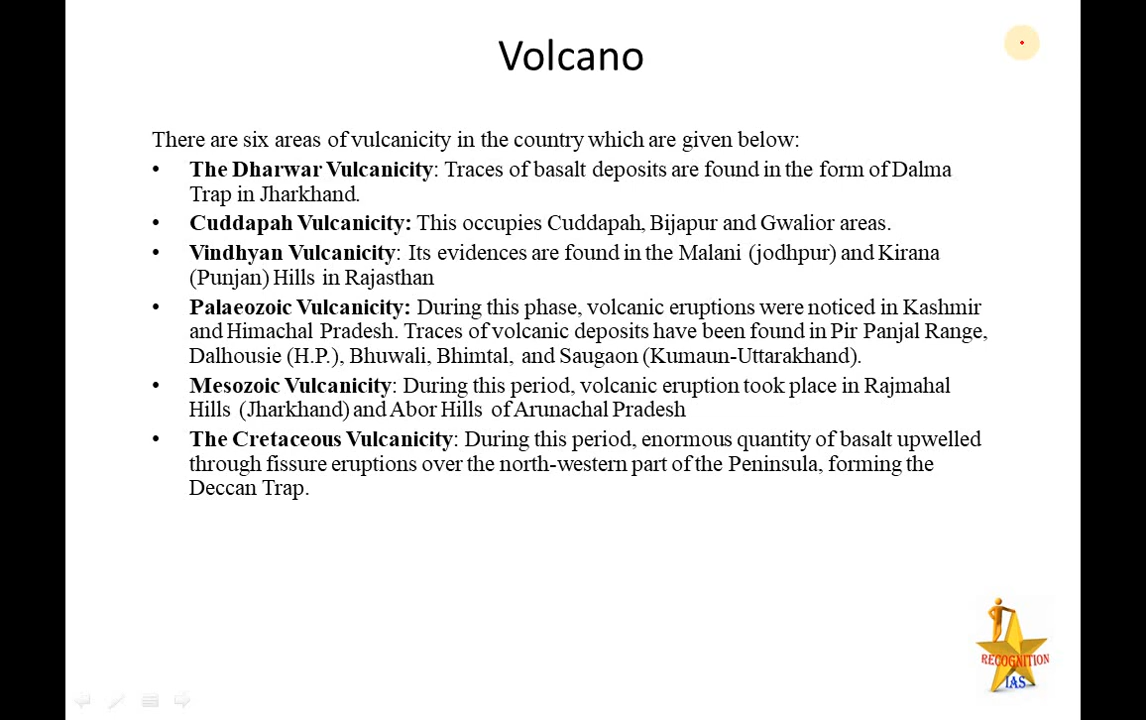 Volcano
There are six areas of vulcanicity in the country which are given below:
• The Dharwar Vulcanicity: Traces of basalt deposits are found in the form of Dalma
Trap in Jharkhand.
• Cuddapah Vulcanicity: This occupies Cuddapah, Bijapur and Gwalior areas.
• Vindhyan Vulcanicity: Its evidences are found in the Malani (jodhpur) and Kirana
(Punjan) Hills in Rajasthan
• Palaeozoic Vulcanicity: During this phase, volcanic eruptions were noticed in Kashmir
and Himachal Pradesh. Traces of volcanic deposits have been found in Pir Panjal Range,
Dalhousie (H.P.), Bhuwali, Bhimtal, and Saugaon (Kumaun-Uttarakhand).
• Mesozoic Vulcanicity: During this period, volcanic eruption took place in Rajmahal
Hills (Jharkhand) and Abor Hills of Arunachal Pradesh
• The Cretaceous Vulcanicity: During this period, enormous quantity of basalt upwelled
through fissure eruptions over the north-western part of the Peninsula, forming the
Deccan Trap.
RECOGNITION
IAS